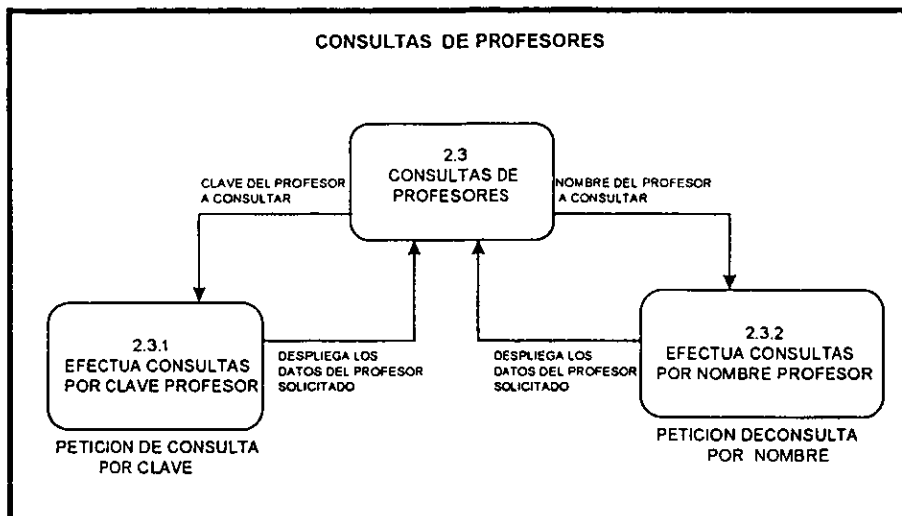 CONSULTAS DE PROFESORES
2.3
CONSULTAS DE
PROFESORES
CLAVE DEL PROFESOR
A CONSULTAR
NOMBRE DEL PROFESOR
A CONSULTAR
2.3.1
EFECTUA CONSULTAS
POR CLAVE PROFESOR
DESPLIEGA LOS
DATOS DEL PROFESOR
SOLICITADO
DESPLIEGA LOS
DATOS DEL PROFESOR
SOLICITADO
2.3.2
EFECTUA CONSULTAS
POR NOMBRE PROFESOR
PETICION DE CONSULTA
POR CLAVE
PETICION DECONSULTA
POR NOMBRE